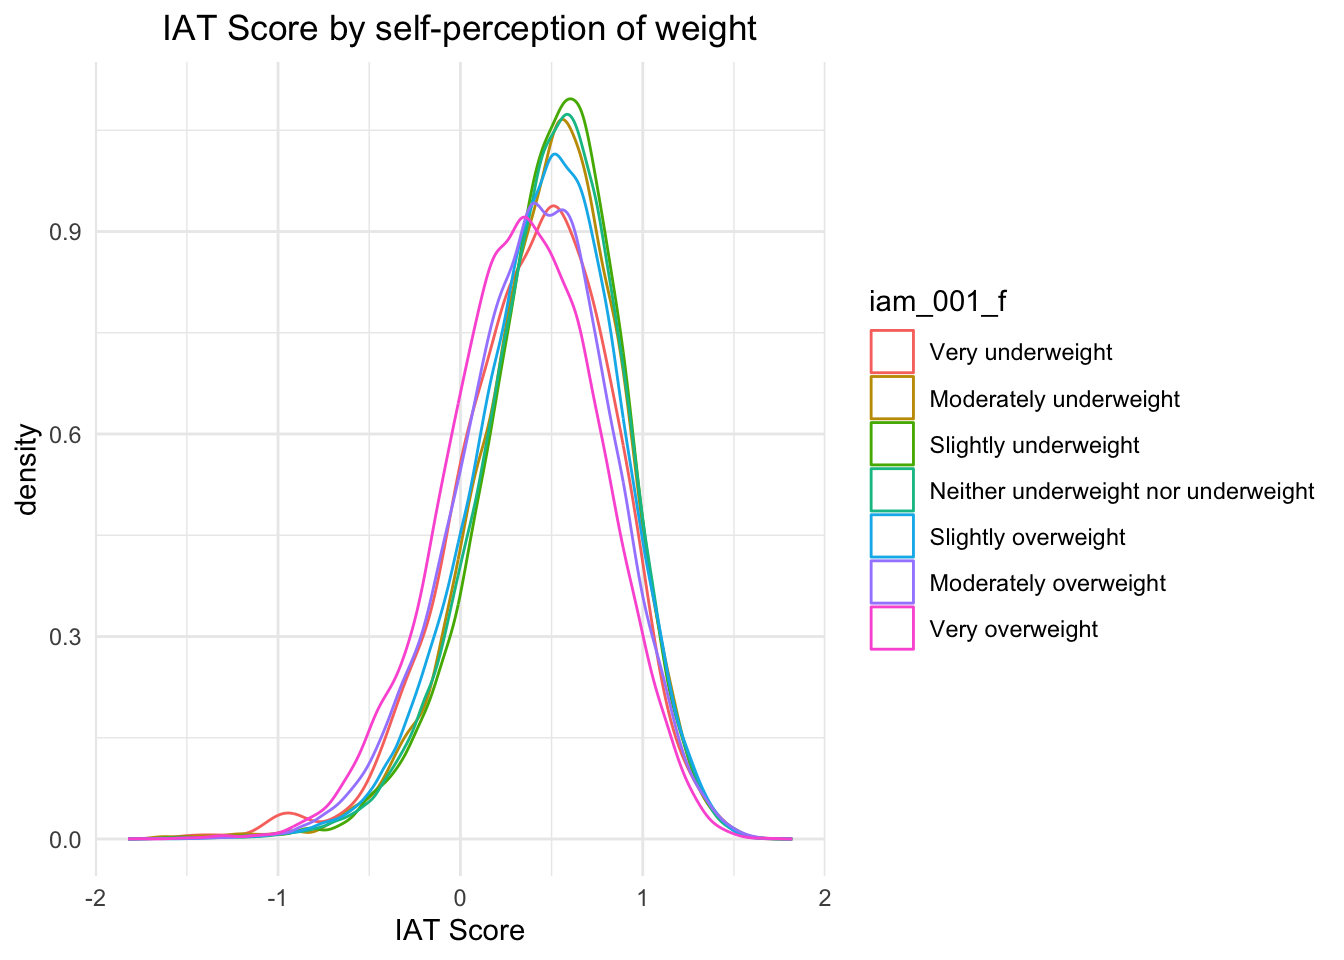 IAT Score by self-perception of weight
0.9
0.6
0.3
0.0
-2
-1
0
1
2
IAT Score
density
iam_001_f
Very underweight
Moderately underweight
Slightly underweight
Neither underweight nor underweight
Slightly overweight
Moderately overweight
Very overweight